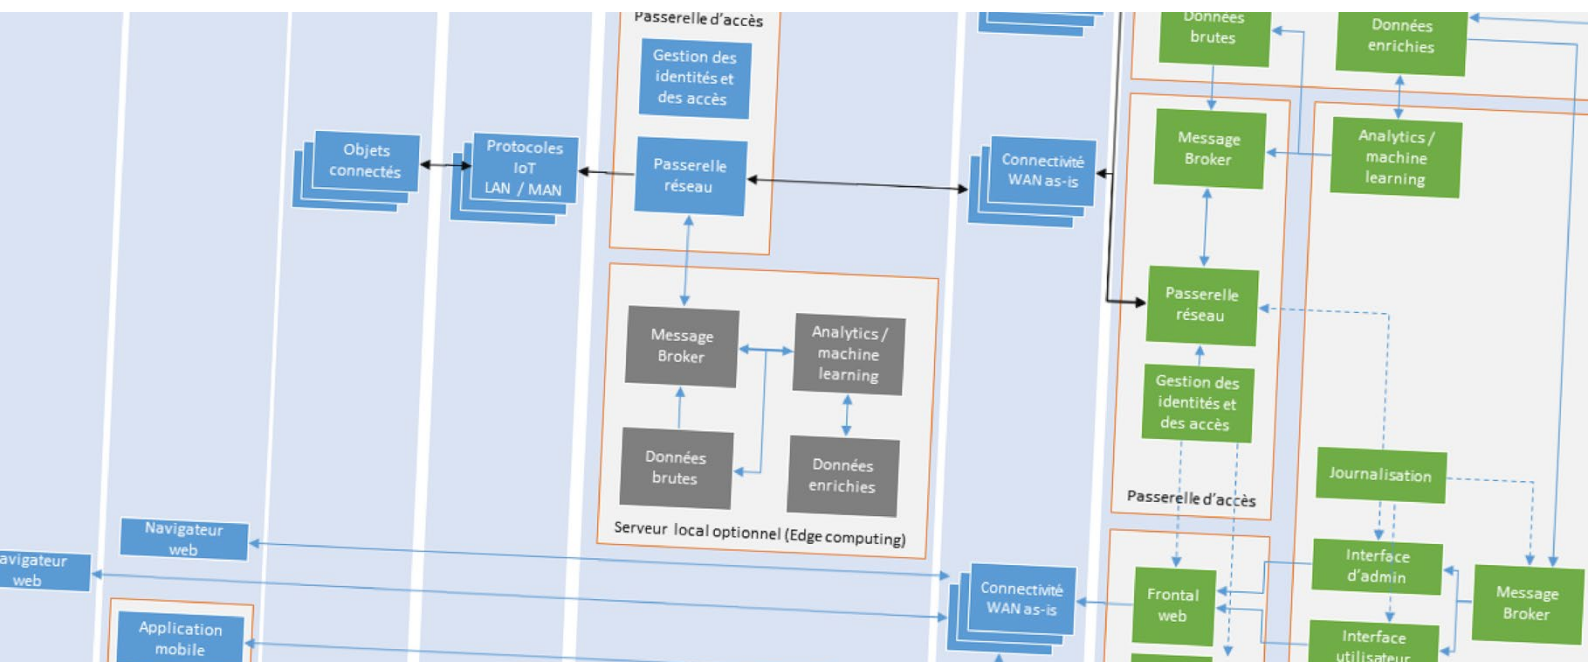 Passerelle d'accès
Gestion des
identités et
des accès
Passerelle
réseau
Objets
connectés
Protocoles
IoT
LAN / MAN
Connectivité
WAN as-is
Données
brutes
Données
enrichies
Message
Broker
Analytics /
machine
learning
Passerelle
réseau
Gestion des
identités et
des accès
Passerelle d'accès
Message
Broker
Analytics /
machine
learning
Données
brutes
Données
enrichies
Serveur local optionnel (Edge computing)
Journalisation
Navigateur
web
avigateur
web
Application
mobile
Connectivité
WAN as-is
Frontal
web
Interface
d'admin
Interface
utilisateur
Message
Broker